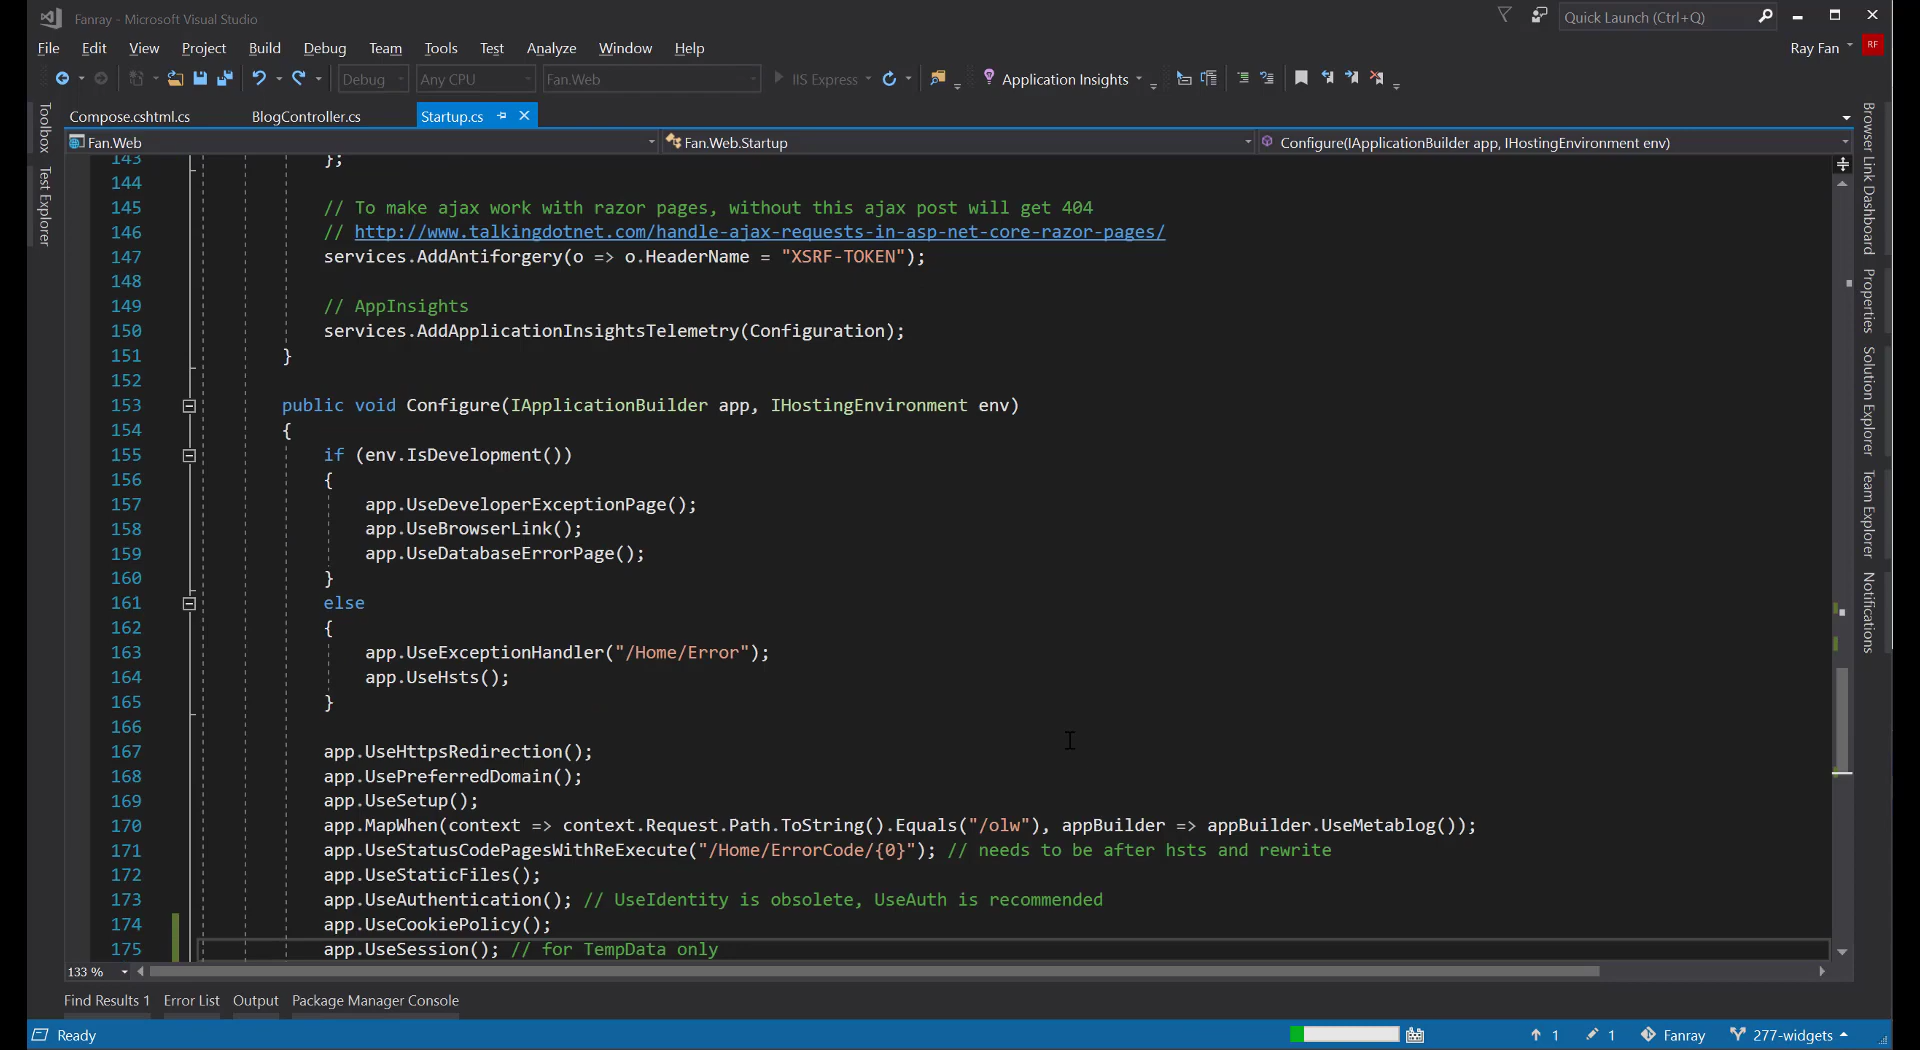 Fanray - Microsoft Visual Studio
Quick Launch (Ctrl+Q)
File Edit View Project Build Debug Team Tools Test Analyze Window Help
Ray Fan RF
Debug Any CPU Fan.Web IIS Express Application Insights
Compose.cshtml.cs BlogController.cs Startup.cs
Fan.Web Fan.Web.Startup Configure(IApplicationBuilder app, IHostingEnvironment env)
Toolbox
Test Explorer
143 };
144
145 // To make ajax work with razor pages, without this ajax post will get 404
146 // http://www.talkingdotnet.com/handle-ajax-requests-in-asp-net-core-razor-pages/
147 services.AddAntiforgery(o => o.HeaderName = "XSRF-TOKEN");
148
149 // AppInsights
150 services.AddApplicationInsightsTelemetry(Configuration);
151 }
152
153 public void Configure(IApplicationBuilder app, IHostingEnvironment env)
154 {
155 if (env.IsDevelopment())
156 {
157 app.UseDeveloperExceptionPage();
158 app.UseBrowserLink();
159 app.UseDatabaseErrorPage();
160 }
161 else
162 {
163 app.UseExceptionHandler("/Home/Error");
164 app.UseHsts();
165 }
166
167 app.UseHttpsRedirection();
168 app.UsePreferredDomain();
169 app.UseSetup();
170 app.MapWhen(context => context.Request.Path.ToString().Equals("/olw"), appBuilder => appBuilder.UseMetablog());
171 app.UseStatusCodePagesWithReExecute("/Home/ErrorCode/{0}"); // needs to be after hsts and rewrite
172 app.UseStaticFiles();
173 app.UseAuthentication(); // UseIdentity is obsolete, UseAuth is recommended
174 app.UseCookiePolicy();
175 app.UseSession(); // for TempData only
Browser Link Dashboard
Properties
Solution Explorer
Team Explorer
Notifications
133 %
Find Results 1 Error List Output Package Manager Console
Ready 1 1 Fanray 277-widgets